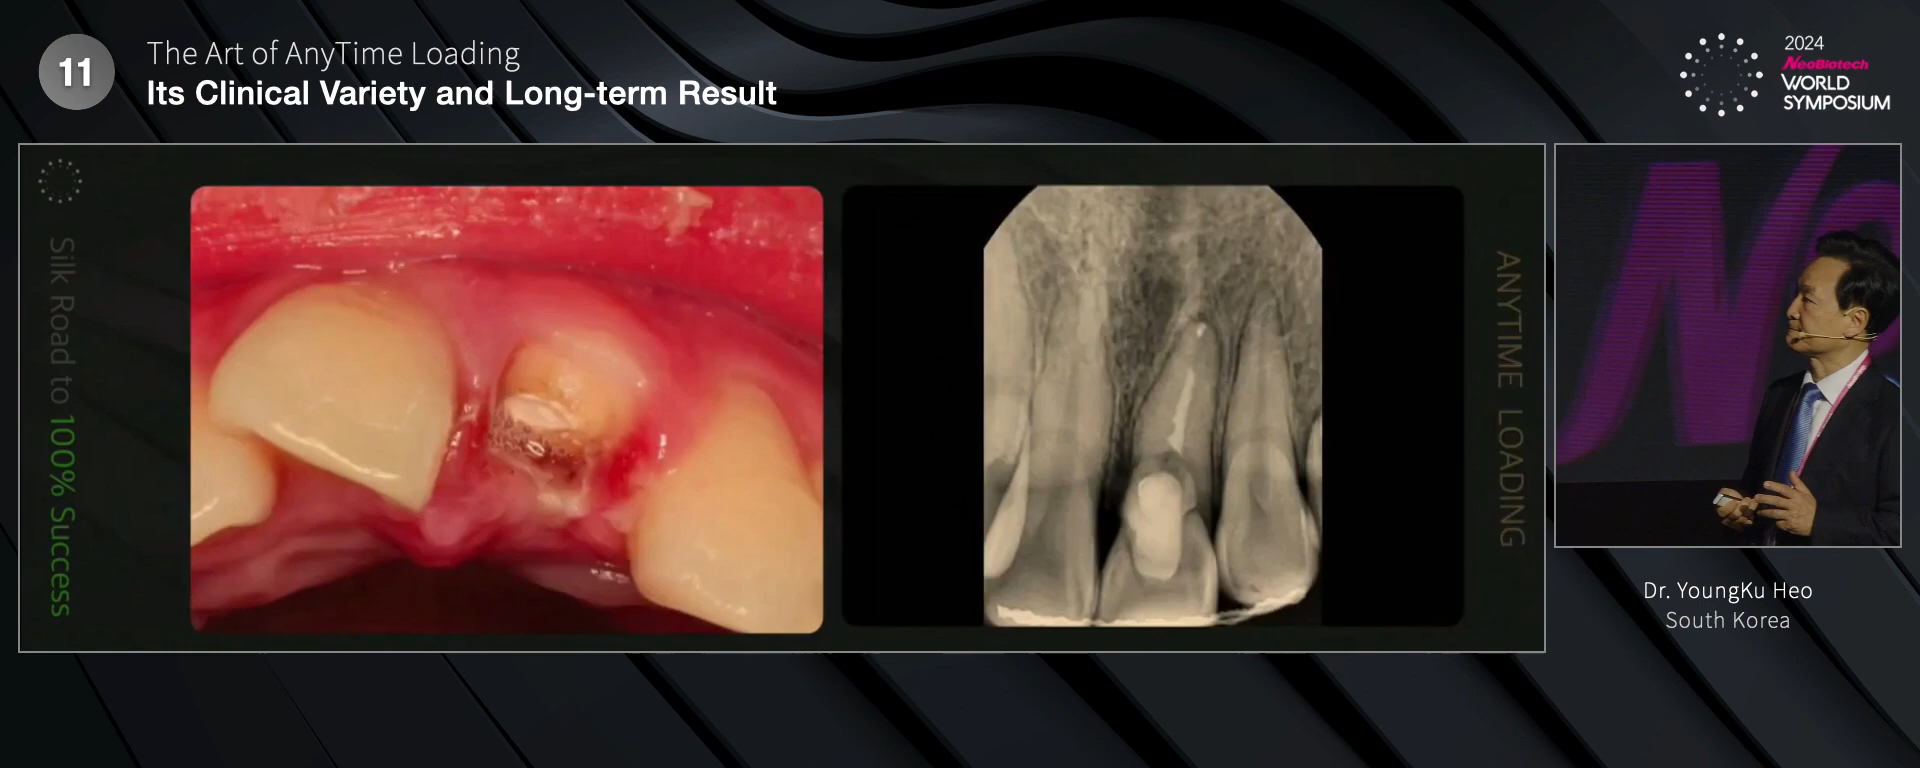 11
The Art of AnyTime Loading
Its Clinical Variety and Long-term Result
2024
NeoBiotech
WORLD
SYMPOSIUM
Silk Road to 100% Success
ANYTIME LOADING
Dr. YoungKu Heo
South Korea